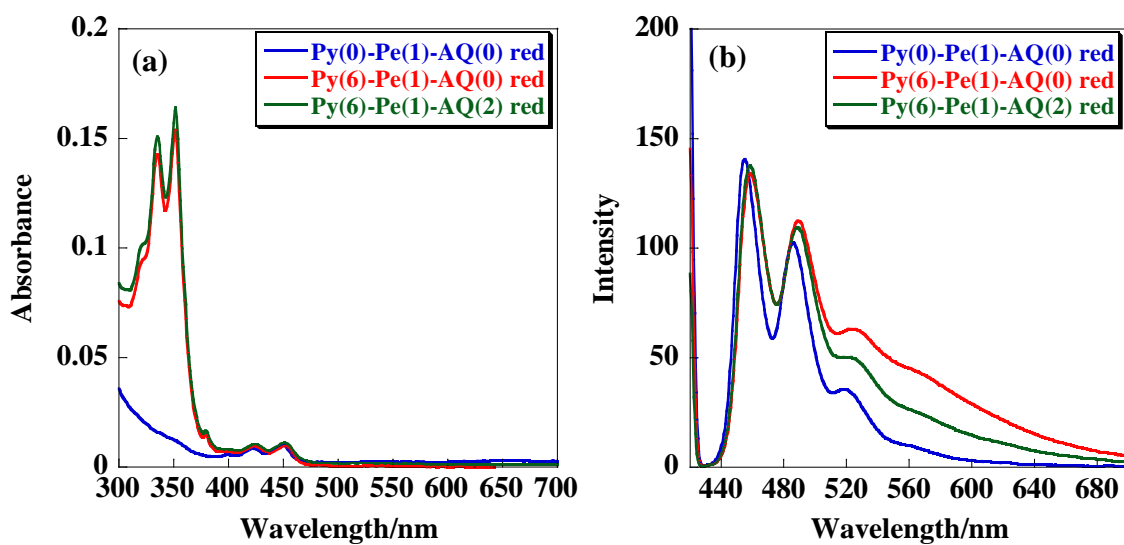 (a)
Py(0)-Pe(1)-AQ(0) red
Py(6)-Pe(1)-AQ(0) red
Py(6)-Pe(1)-AQ(2) red
Absorbance
0.2
0.15
0.1
0.05
0
300 350 400 450 500 550 600 650 700
Wavelength/nm
(b)
Py(0)-Pe(1)-AQ(0) red
Py(6)-Pe(1)-AQ(0) red
Py(6)-Pe(1)-AQ(2) red
Intensity
200
150
100
50
0
440 480 520 560 600 640 680
Wavelength/nm